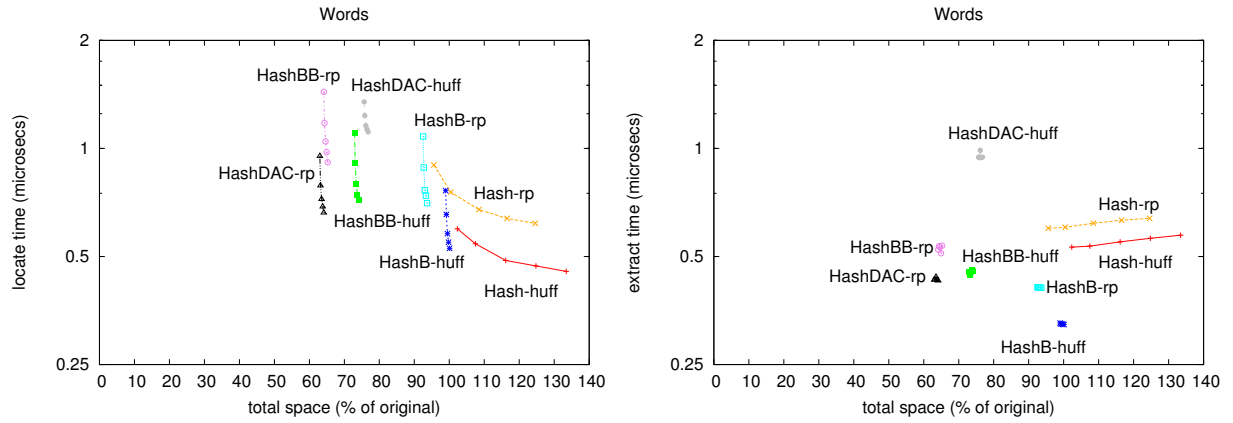 Words
2
1
0.5
0.25
locate time (microsecs)
HashBB-rp
HashDAC-huff
HashB-rp
HashDAC-rp
Hash-rp
HashBB-huff
HashB-huff
Hash-huff
0 10 20 30 40 50 60 70 80 90 100 110 120 130 140
total space (% of original)
Words
2
1
0.5
0.25
extract time (microsecs)
HashDAC-huff
Hash-rp
HashBB-rp
HashBB-huff
Hash-huff
HashDAC-rp
HashB-rp
HashB-huff
0 10 20 30 40 50 60 70 80 90 100 110 120 130 140
total space (% of original)